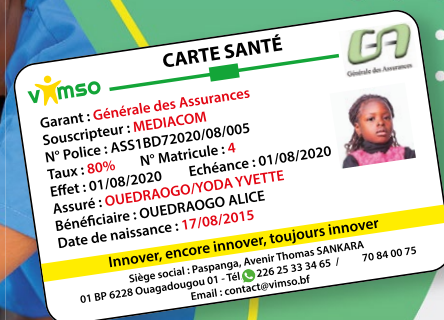 CARTE SANTÉ
vimso
GA
Générale des Assurances
Garant : Générale des Assurances
Souscripteur : MEDIACOM
N° Police : ASS1BD72020/08/005
Taux : 80% N° Matricule : 4
Effet : 01/08/2020 Echéance : 01/08/2020
Assuré : OUEDRAOGO/YODA YVETTE
Bénéficiaire : OUEDRAOGO ALICE
Date de naissance : 17/08/2015
Innover, encore innover, toujours innover
Siège social : Paspanga, Avenir Thomas SANKARA
01 BP 6228 Ouagadougou 01 - Tél 226 25 33 34 65 / 70 84 00 75
Email : contact@vimso.bf